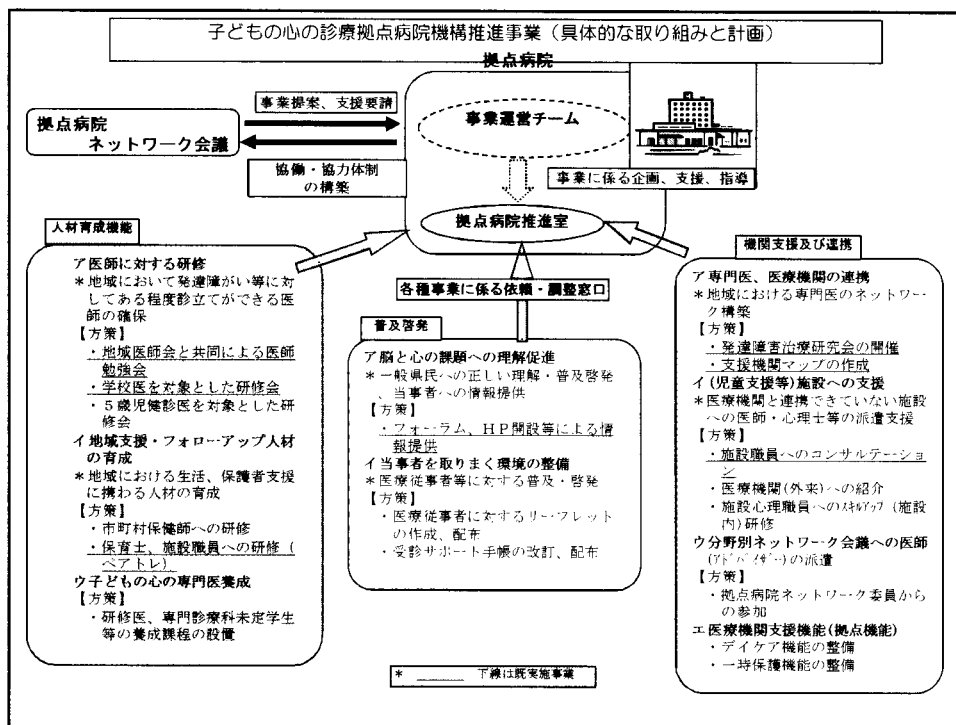 子どもの心の診療拠点病院機構推進事業（具体的な取り組みと計画）
拠点病院
事業提案、支援要請
拠点病院
ネットワーク会議
協働・協力体制
の構築
事業運営チーム
事業に係る企画、支援、指導
拠点病院推進室
各種事業に係る依頼・調整窓口
人材育成機能
ア医師に対する研修
＊地域において発達障がい等に対
してある程度診立てができる医
師の確保
【方策】
・地域医師会と共同による医師
勉強会
・学校医を対象とした研修会
・５歳児健診医を対象とした研
修会
イ地域支援・フォローアップ人材
の育成
＊地域における生活、保護者支援
に携わる人材の育成
【方策】
・市町村保健師への研修
・保育士、施設職員への研修（
ペアトレ）
ウ子どもの心の専門医養成
【方策】
・研修医、専門診療科未定学生
等の養成課程の設置
普及啓発
ア脳と心の課題への理解促進
＊一般県民への正しい理解・普及啓発
、当事者への情報提供
【方策】
・フォーラム、ＨＰ開設等による情
報提供
イ当事者を取りまく環境の整備
＊医療従事者等に対する普及・啓発
【方策】
・医療従事者に対するリーフレット
の作成、配布
・受診サポート手帳の改訂、配布
機関支援及び連携
ア専門医、医療機関の連携
＊地域における専門医のネットワー
ク構築
【方策】
・発達障害治療研究会の開催
・支援機関マップの作成
イ(児童支援等)施設への支援
＊医療機関と連携できていない施設
への医師・心理士等の派遣支援
【方策】
・施設職員へのコンサルテーショ
ン
・医療機関(外来)への紹介
・施設心理職員へのｽｷﾙｱｯﾌﾟ(施設
内)研修
ウ分野別ネットワーク会議への医師
(ｱﾄﾞﾊﾞｲｻﾞｰ)の派遣
【方策】
・拠点病院ネットワーク委員から
の参加
エ医療機関支援機能(拠点機能)
・デイケア機能の整備
・一時保護機能の整備
＊ ＿＿＿ 下線は既実施事業